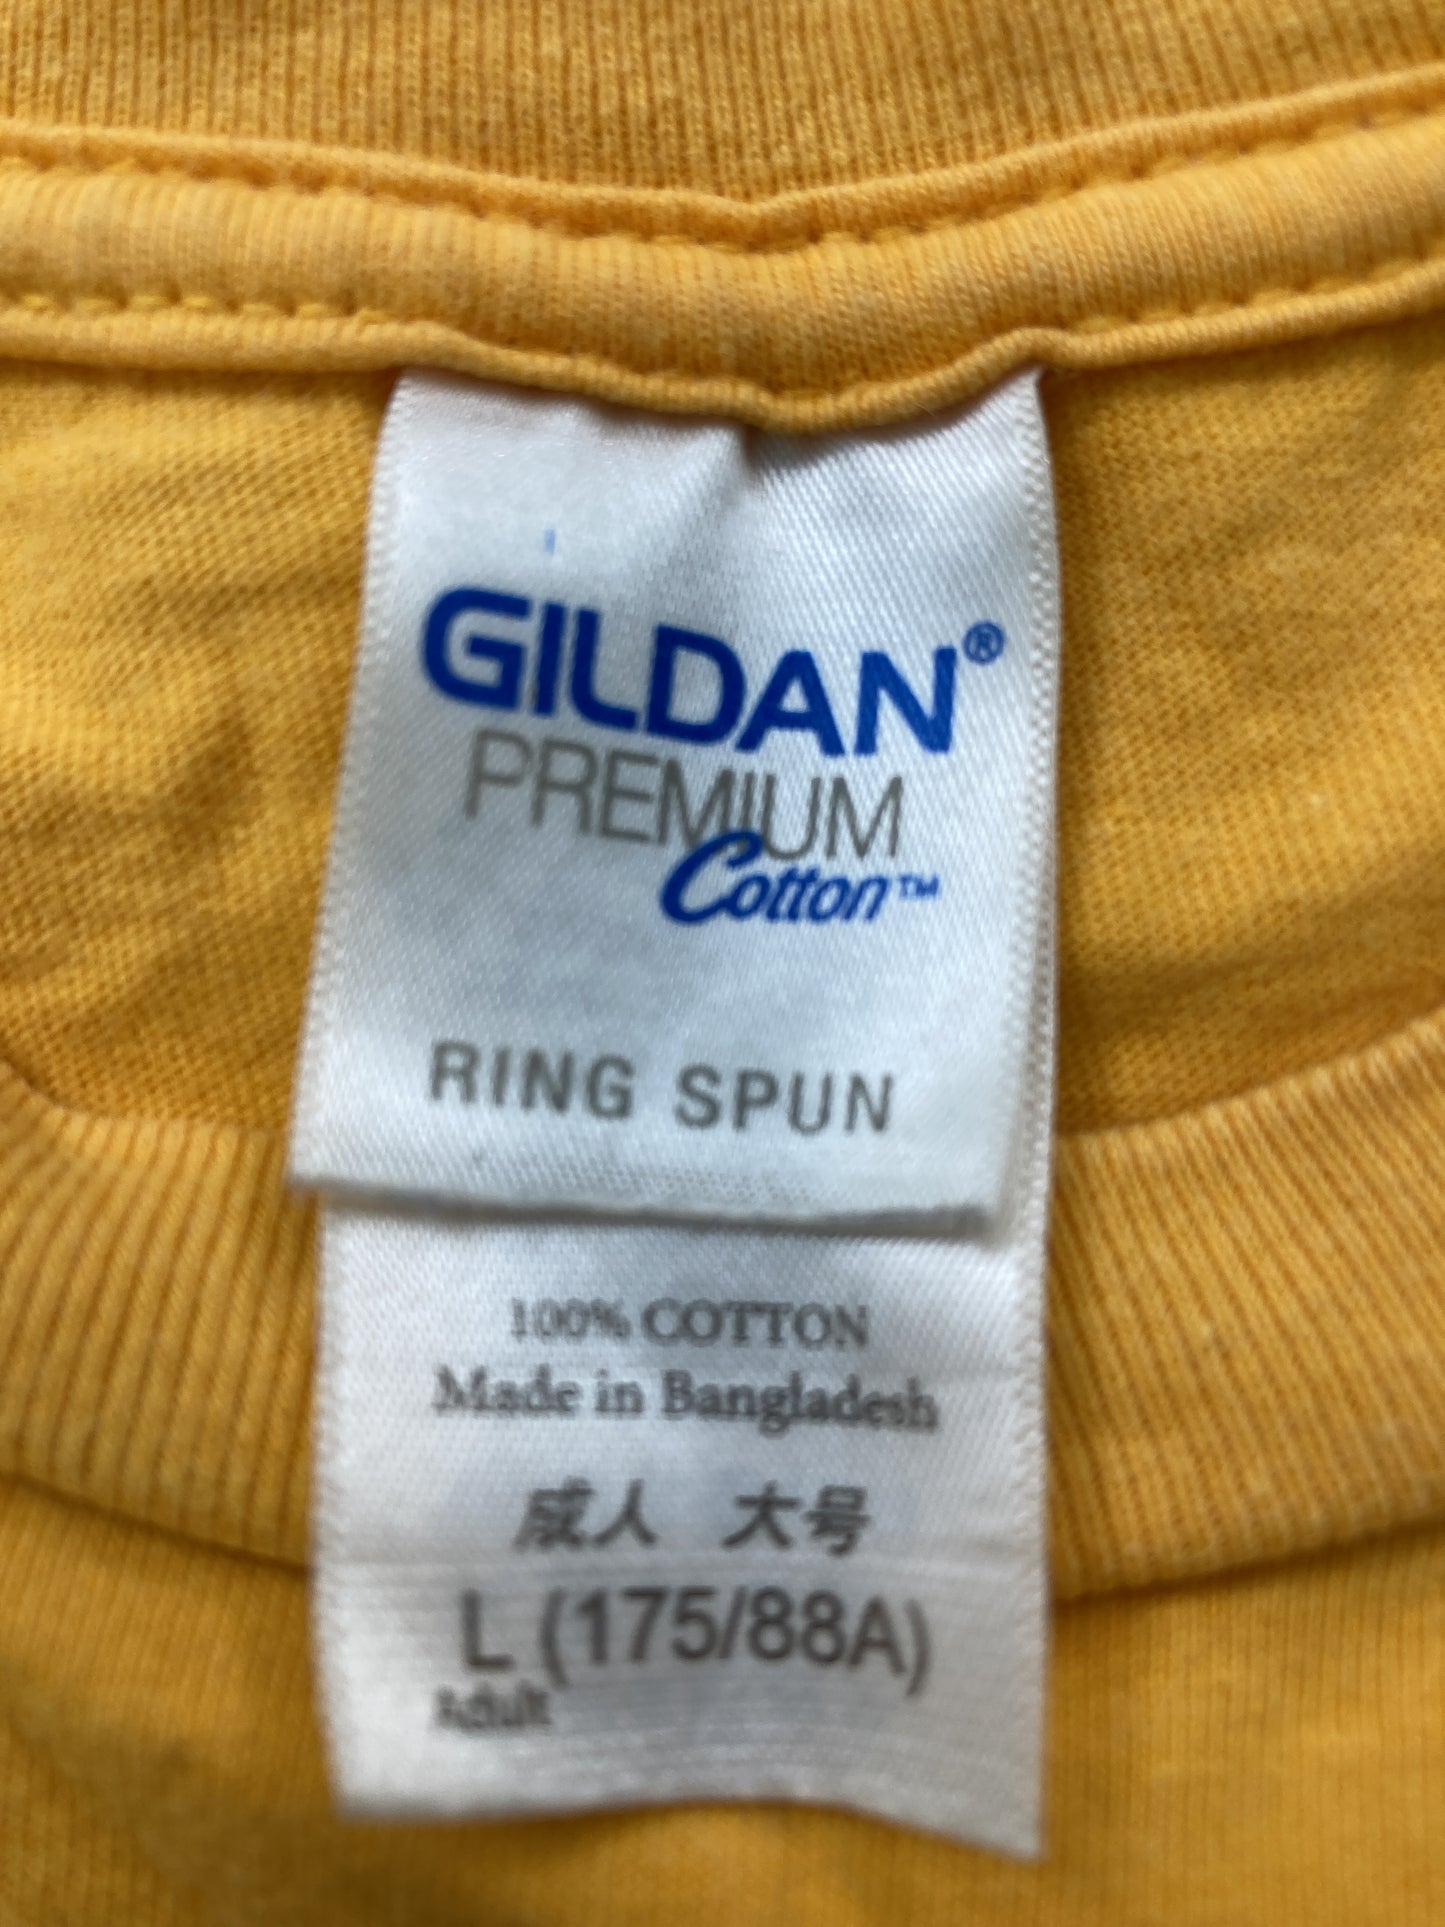 GILDAN®
PREMIUM
Cotton™
RING SPUN
100% COTTON
Made in Bangladesh
成人 大号
L (175/88A)
Adult